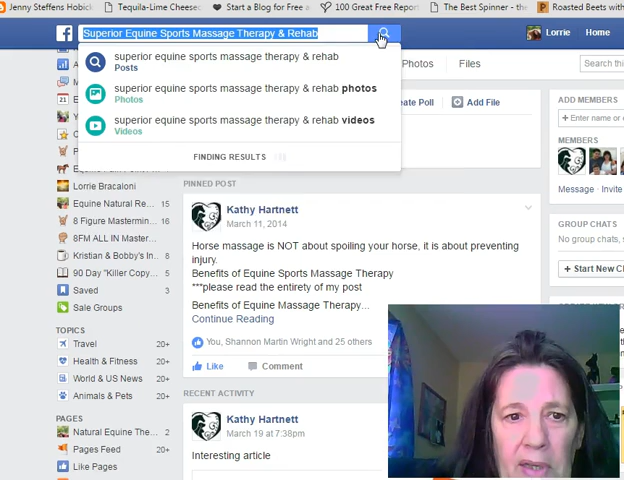 Jenny Steffens Hobick
Tequila-Lime Cheesec
Start a Blog for Free
100 Great Free Repor
The Best Spinner - the
Roasted Beets with
Superior Equine Sports Massage Therapy & Rehab
Lorrie
Home
superior equine sports massage therapy & rehab
Posts
superior equine sports massage therapy & rehab photos
Photos
superior equine sports massage therapy & rehab videos
Videos
FINDING RESULTS
Photos
Files
Search this
eate Poll
Add File
Lorrie Bracaloni
Equine Natural Re... 15
8 Figure Mastermin... 16
8FM ALL IN Master...
Kristian & Bobby's In... 8
90 Day "Killer Copy... 5
Saved 3
Sale Groups
TOPICS
Travel 20+
Health & Fitness 20+
World & US News 20+
Animals & Pets 20+
PAGES
Natural Equine The... 2
Pages Feed 20+
Like Pages
PINNED POST
Kathy Hartnett
March 11, 2014
Horse massage is NOT about spoiling your horse, it is about preventing
injury.
Benefits of Equine Sports Massage Therapy
***please read the entirety of my post
Benefits of Equine Massage Therapy...
Continue Reading
You, Shannon Martin Wright and 25 others
Like
Comment
RECENT ACTIVITY
Kathy Hartnett
March 19 at 7:38pm
Interesting article
ADD MEMBERS
+ Enter name or
MEMBERS
Message · Invite
GROUP CHATS
No group chats,
+ Start New C